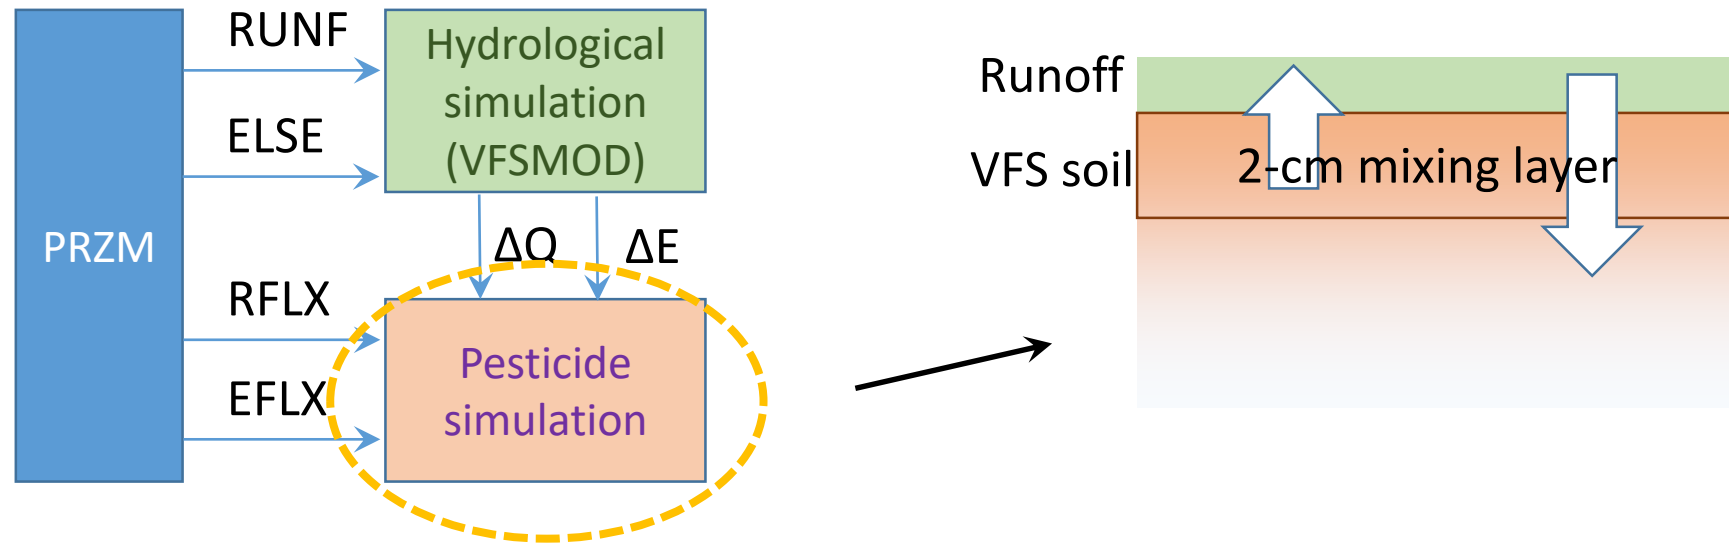 PRZM
RUNF
ELSE
RFLX
EFLX
Hydrological
simulation
(VFSMOD)
ΔQ
ΔE
Pesticide
simulation
Runoff
VFS soil
2-cm mixing layer